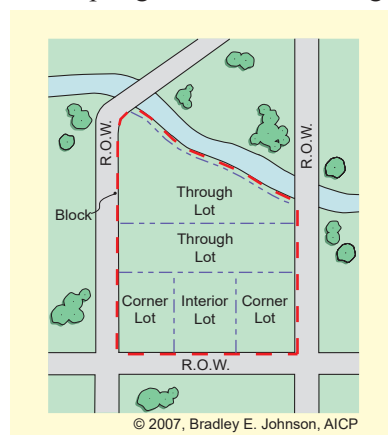 R.O.W.
R.O.W.
Through
Lot
Block
Through
Lot
Corner
Lot
Interior
Lot
Corner
Lot
R.O.W.
© 2007, Bradley E. Johnson, AICP